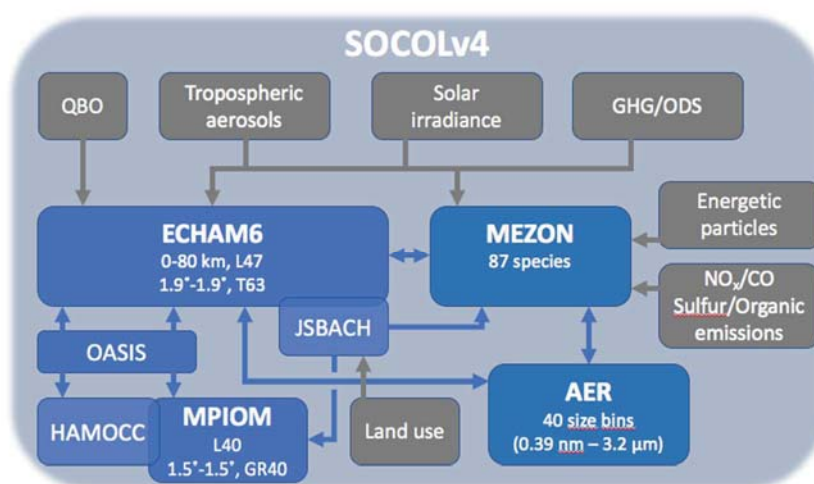 SOCOLv4
QBO
Tropospheric
aerosols
Solar
irradiance
GHG/ODS
ECHAM6
0-80 km, L47
1.9˚-1.9˚, T63
MEZON
87 species
Energetic
particles
NOx/CO
Sulfur/Organic
emissions
JSBACH
OASIS
HAMOCC
MPIOM
L40
1.5˚-1.5˚, GR40
Land use
AER
40 size bins
(0.39 nm – 3.2 μm)